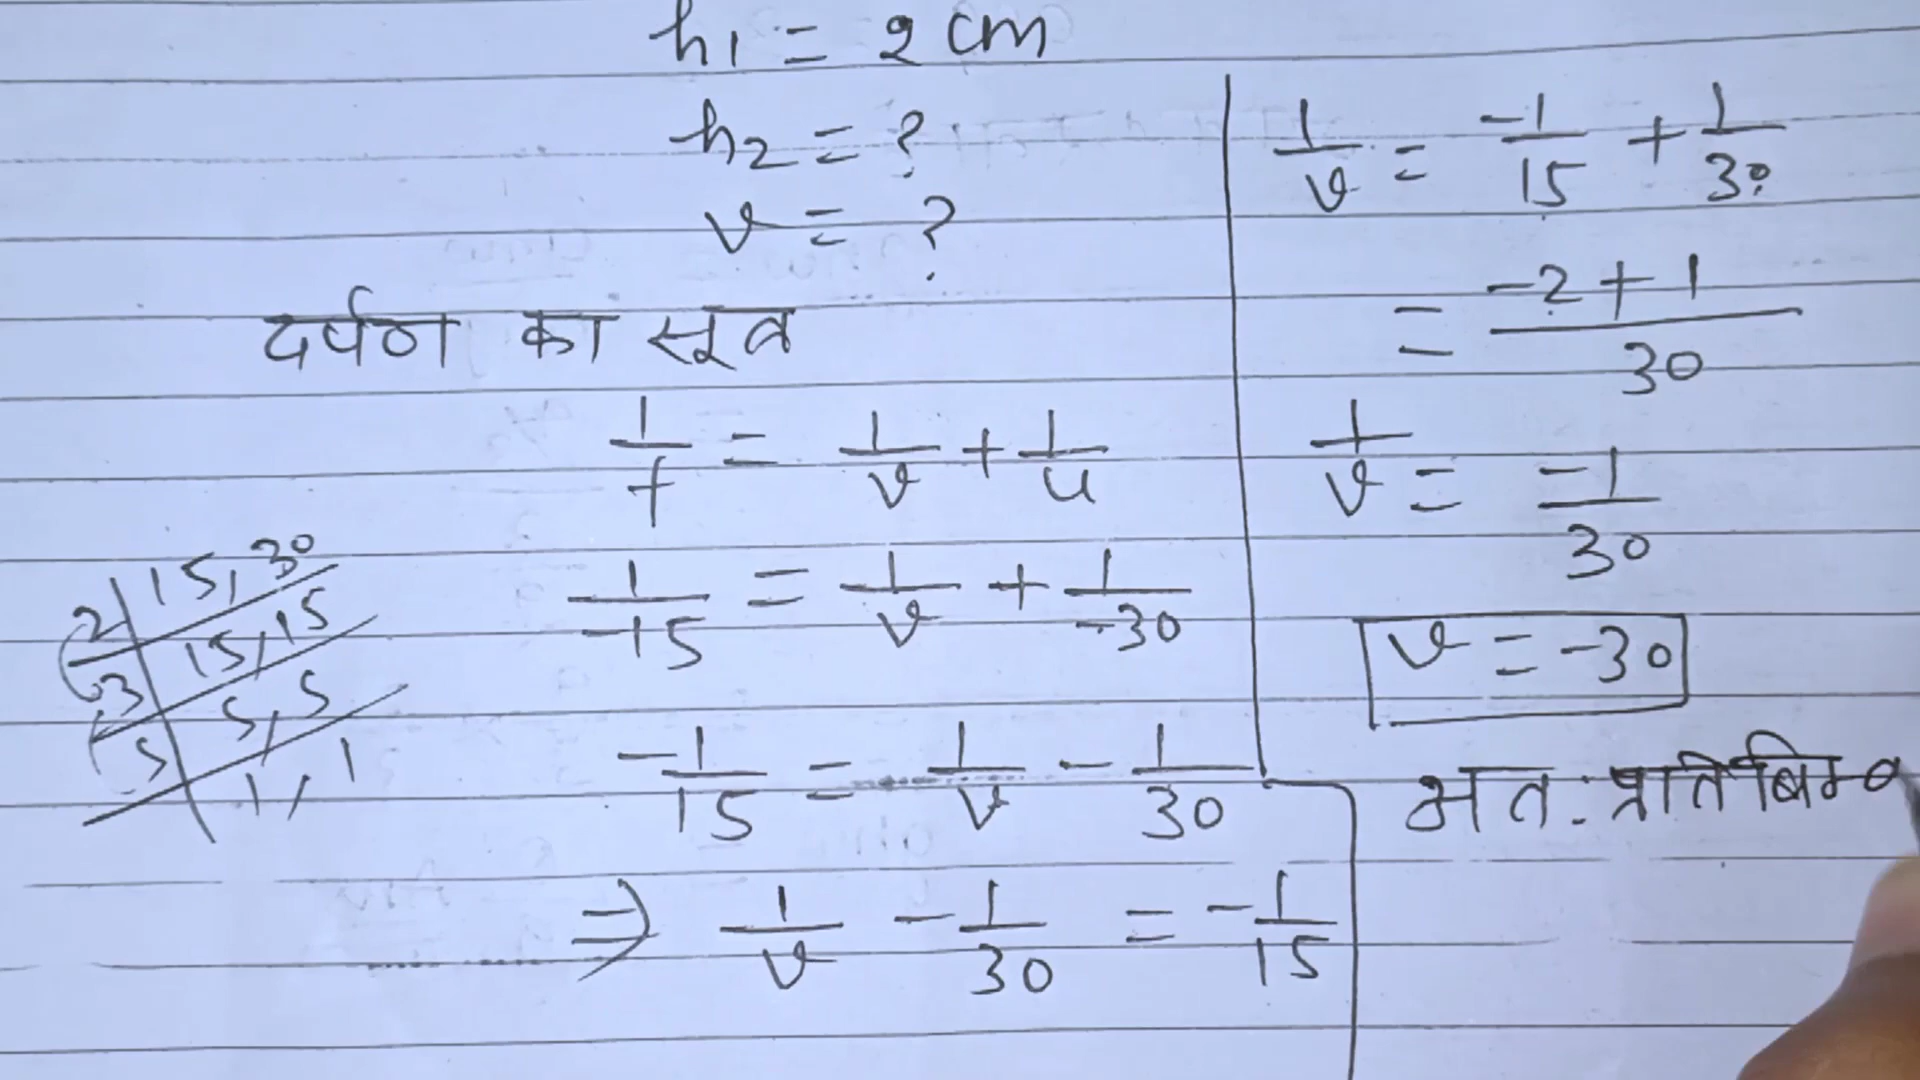 h1 = 2 cm
h2 = ?
v = ?
दर्पण का सूत्र
1/f = 1/v + 1/u
1/-15 = 1/v + 1/-30
-1/15 = 1/v - 1/30
⇒ 1/v - 1/30 = -1/15
2 | 15, 30
3 | 15, 15
5 | 5, 5
1, 1
1/v = -1/15 + 1/30
= -2+1/30
1/v = -1/30
v = -30
अत: प्रतिबिम्ब